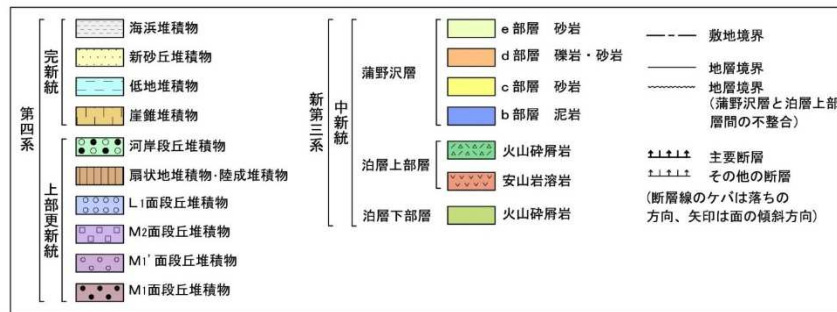 第四系
完新統
海浜堆積物
新砂丘堆積物
低地堆積物
崖錐堆積物
上部更新統
河岸段丘堆積物
扇状地堆積物・陸成堆積物
L1面段丘堆積物
M2面段丘堆積物
M1'面段丘堆積物
M1面段丘堆積物
新第三系
中新統
蒲野沢層
e部層 砂岩
d部層 礫岩・砂岩
c部層 砂岩
b部層 泥岩
泊層上部層
火山砕屑岩
安山岩溶岩
泊層下部層
火山砕屑岩
敷地境界
地層境界
地層境界
(蒲野沢層と泊層上部
層間の不整合)
主要断層
その他の断層
(断層線のケバは落ちの
方向、矢印は面の傾斜方向)